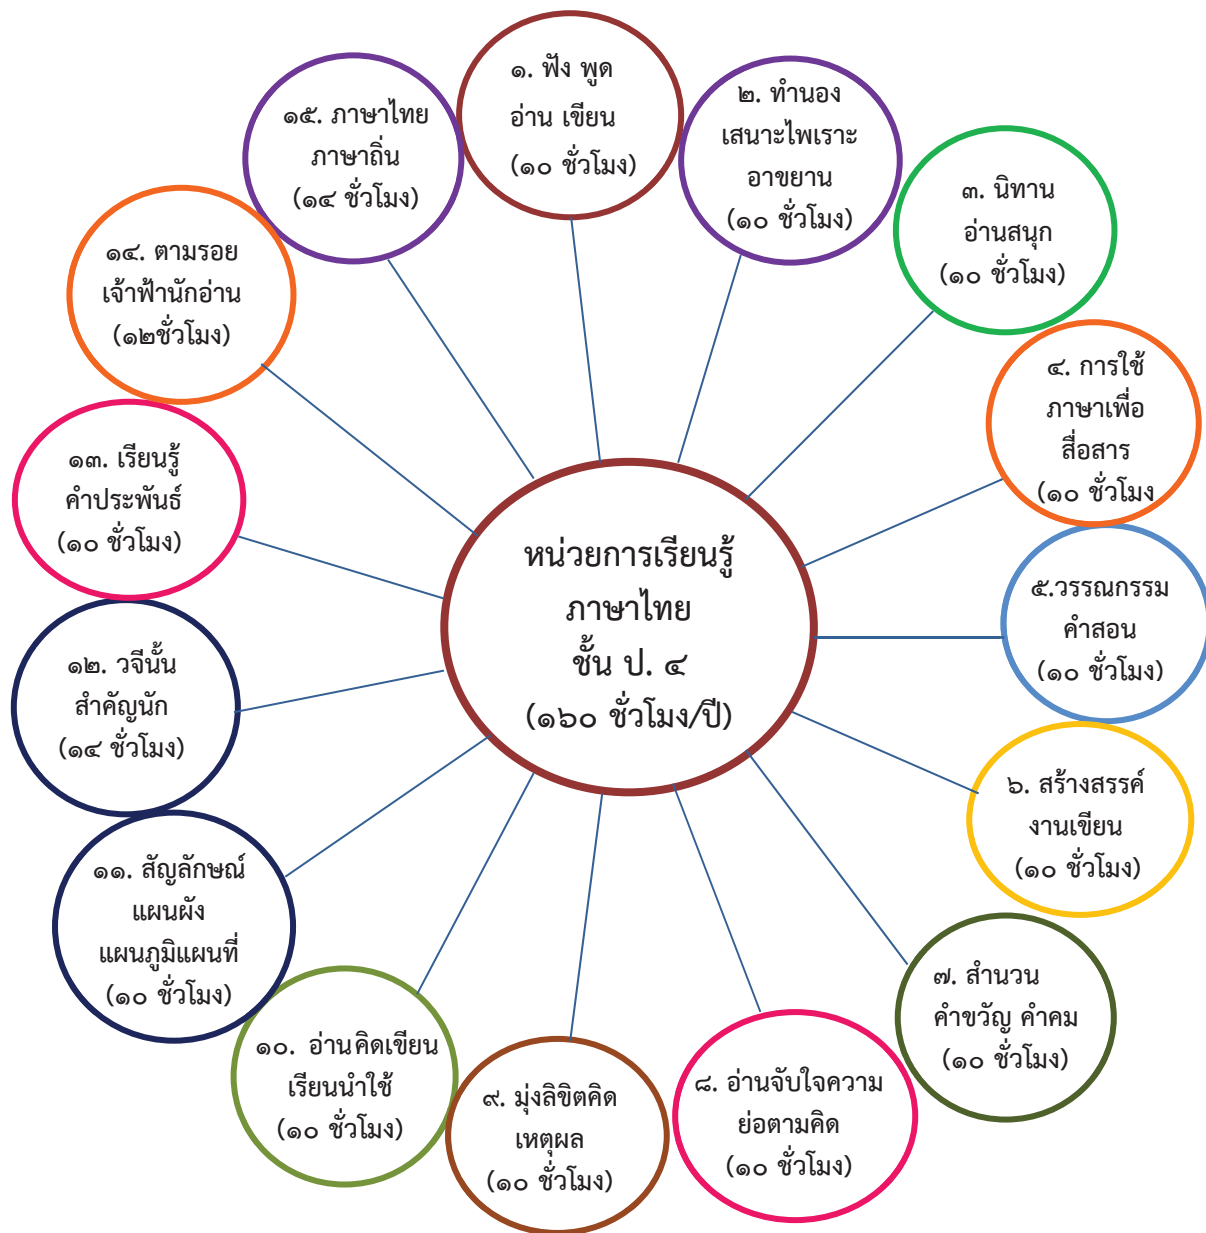 ๑. ฟัง พูด
อ่าน เขียน
(๑๐ ชั่วโมง)
๒. ทำนอง
เสนาะไพเราะ
อาขยาน
(๑๐ ชั่วโมง)
๓. นิทาน
อ่านสนุก
(๑๐ ชั่วโมง)
๔. การใช้
ภาษาเพื่อ
สื่อสาร
(๑๐ ชั่วโมง
๕.วรรณกรรม
คำสอน
(๑๐ ชั่วโมง)
๖. สร้างสรรค์
งานเขียน
(๑๐ ชั่วโมง)
๗. สำนวน
คำขวัญ คำคม
(๑๐ ชั่วโมง)
๘. อ่านจับใจความ
ย่อตามคิด
(๑๐ ชั่วโมง)
๙. มุ่งลิขิตคิด
เหตุผล
(๑๐ ชั่วโมง)
๑๐. อ่านคิดเขียน
เรียนนำใช้
(๑๐ ชั่วโมง)
๑๑. สัญลักษณ์
แผนผัง
แผนภูมิแผนที่
(๑๐ ชั่วโมง)
๑๒. วจีนั้น
สำคัญนัก
(๑๔ ชั่วโมง)
๑๓. เรียนรู้
คำประพันธ์
(๑๐ ชั่วโมง)
๑๔. ตามรอย
เจ้าฟ้านักอ่าน
(๑๒ชั่วโมง)
๑๕. ภาษาไทย
ภาษาถิ่น
(๑๔ ชั่วโมง)
หน่วยการเรียนรู้
ภาษาไทย
ชั้น ป. ๔
(๑๖๐ ชั่วโมง/ปี)